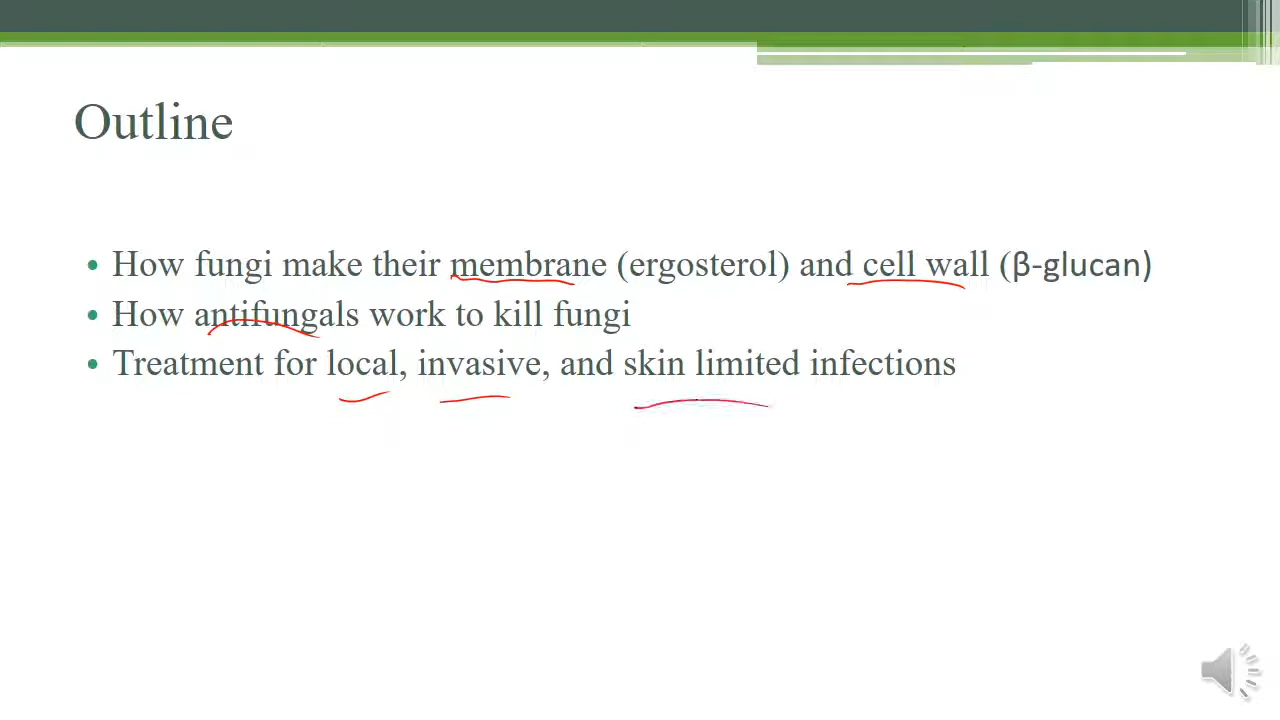 Outline
• How fungi make their membrane (ergosterol) and cell wall (β-glucan)
• How antifungals work to kill fungi
• Treatment for local, invasive, and skin limited infections